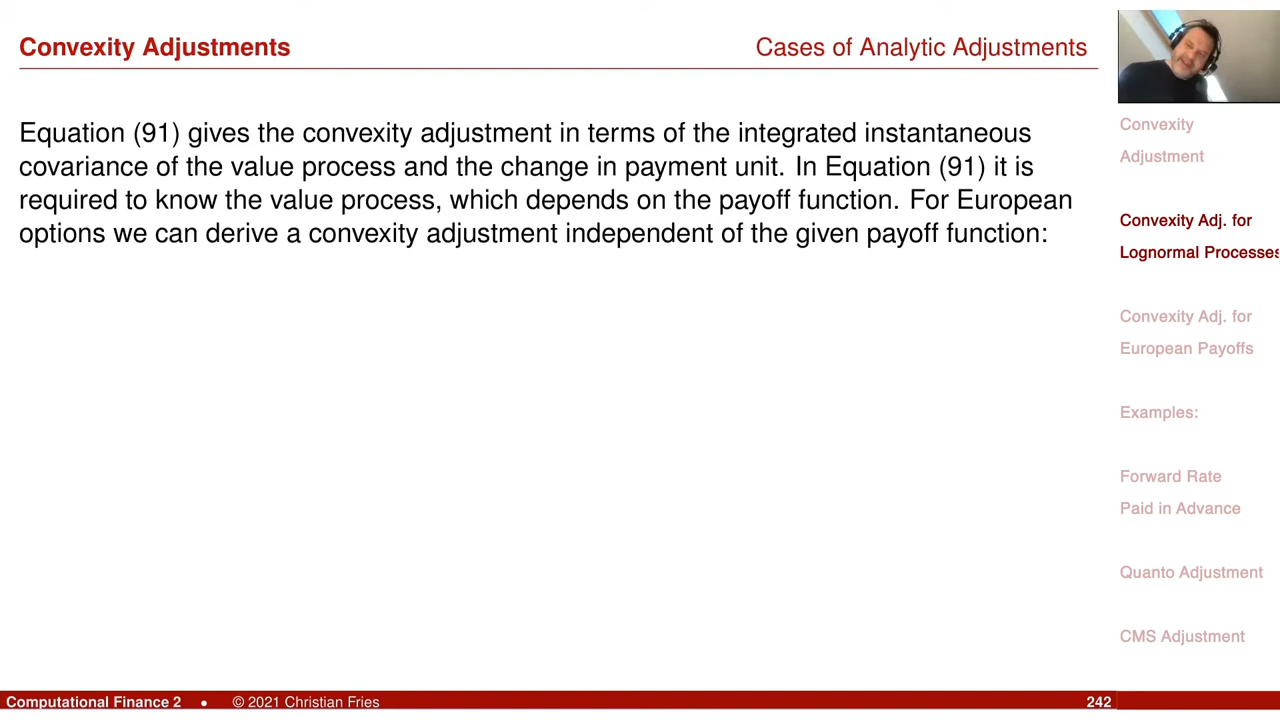 Convexity Adjustments
Cases of Analytic Adjustments
Equation (91) gives the convexity adjustment in terms of the integrated instantaneous
covariance of the value process and the change in payment unit. In Equation (91) it is
required to know the value process, which depends on the payoff function. For European
options we can derive a convexity adjustment independent of the given payoff function:
Convexity
Adjustment
Convexity Adj. for
Lognormal Processes
Convexity Adj. for
European Payoffs
Examples:
Forward Rate
Paid in Advance
Quanto Adjustment
CMS Adjustment
Computational Finance 2 • © 2021 Christian Fries
242